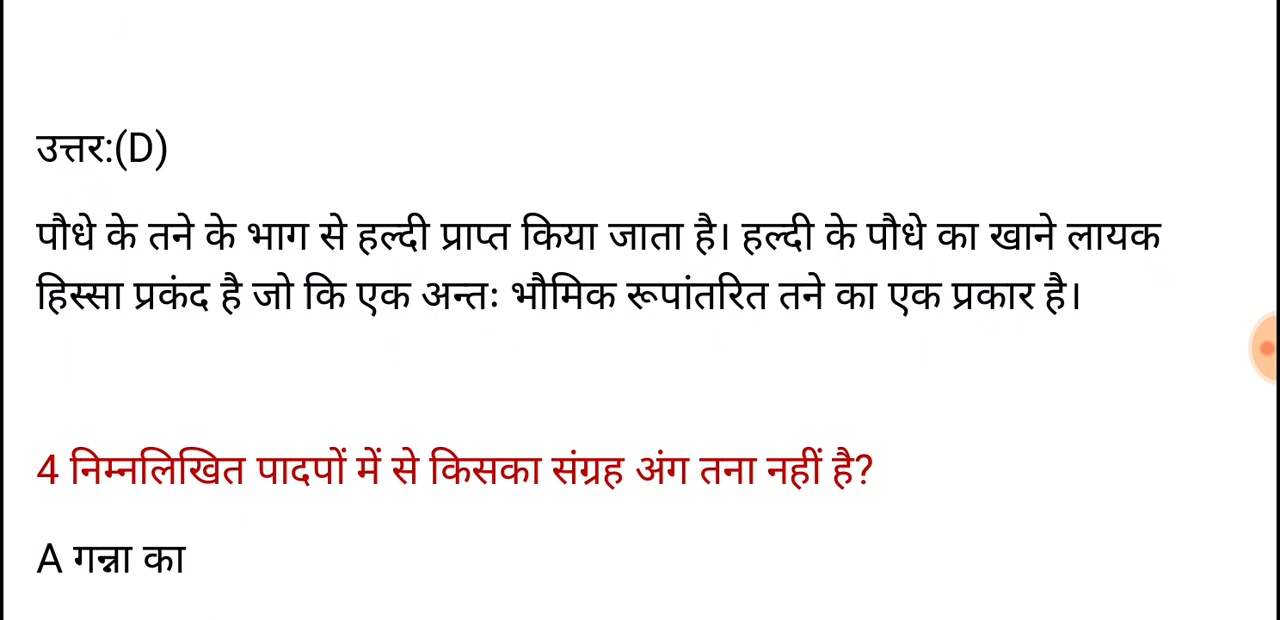 उत्तर:(D)
पौधे के तने के भाग से हल्दी प्राप्त किया जाता है। हल्दी के पौधे का खाने लायक
हिस्सा प्रकंद है जो कि एक अन्तः भौमिक रूपांतरित तने का एक प्रकार है।
4 निम्नलिखित पादपों में से किसका संग्रह अंग तना नहीं है?
A गन्ना का